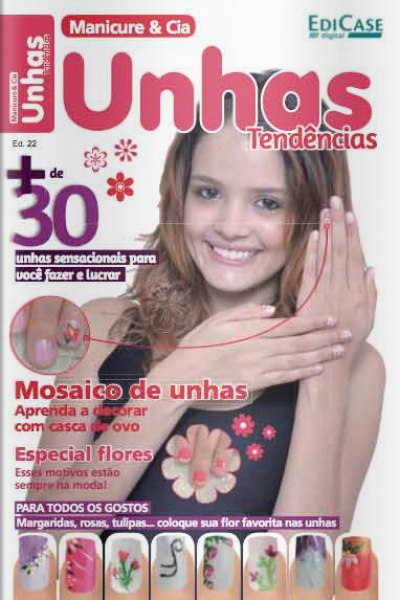 Manicure & Cia
EDICASE
digital
Manicure & Cia
Unhas
Tendências
Unhas
Tendências
Ed. 22
+ de
30
unhas sensacionais para
você fazer e lucrar
Mosaico de unhas
Aprenda a decorar
com casca de ovo
Especial flores
Esses motivos estão
sempre na moda!
PARA TODOS OS GOSTOS
Margaridas, rosas, tulipas... coloque sua flor favorita nas unhas